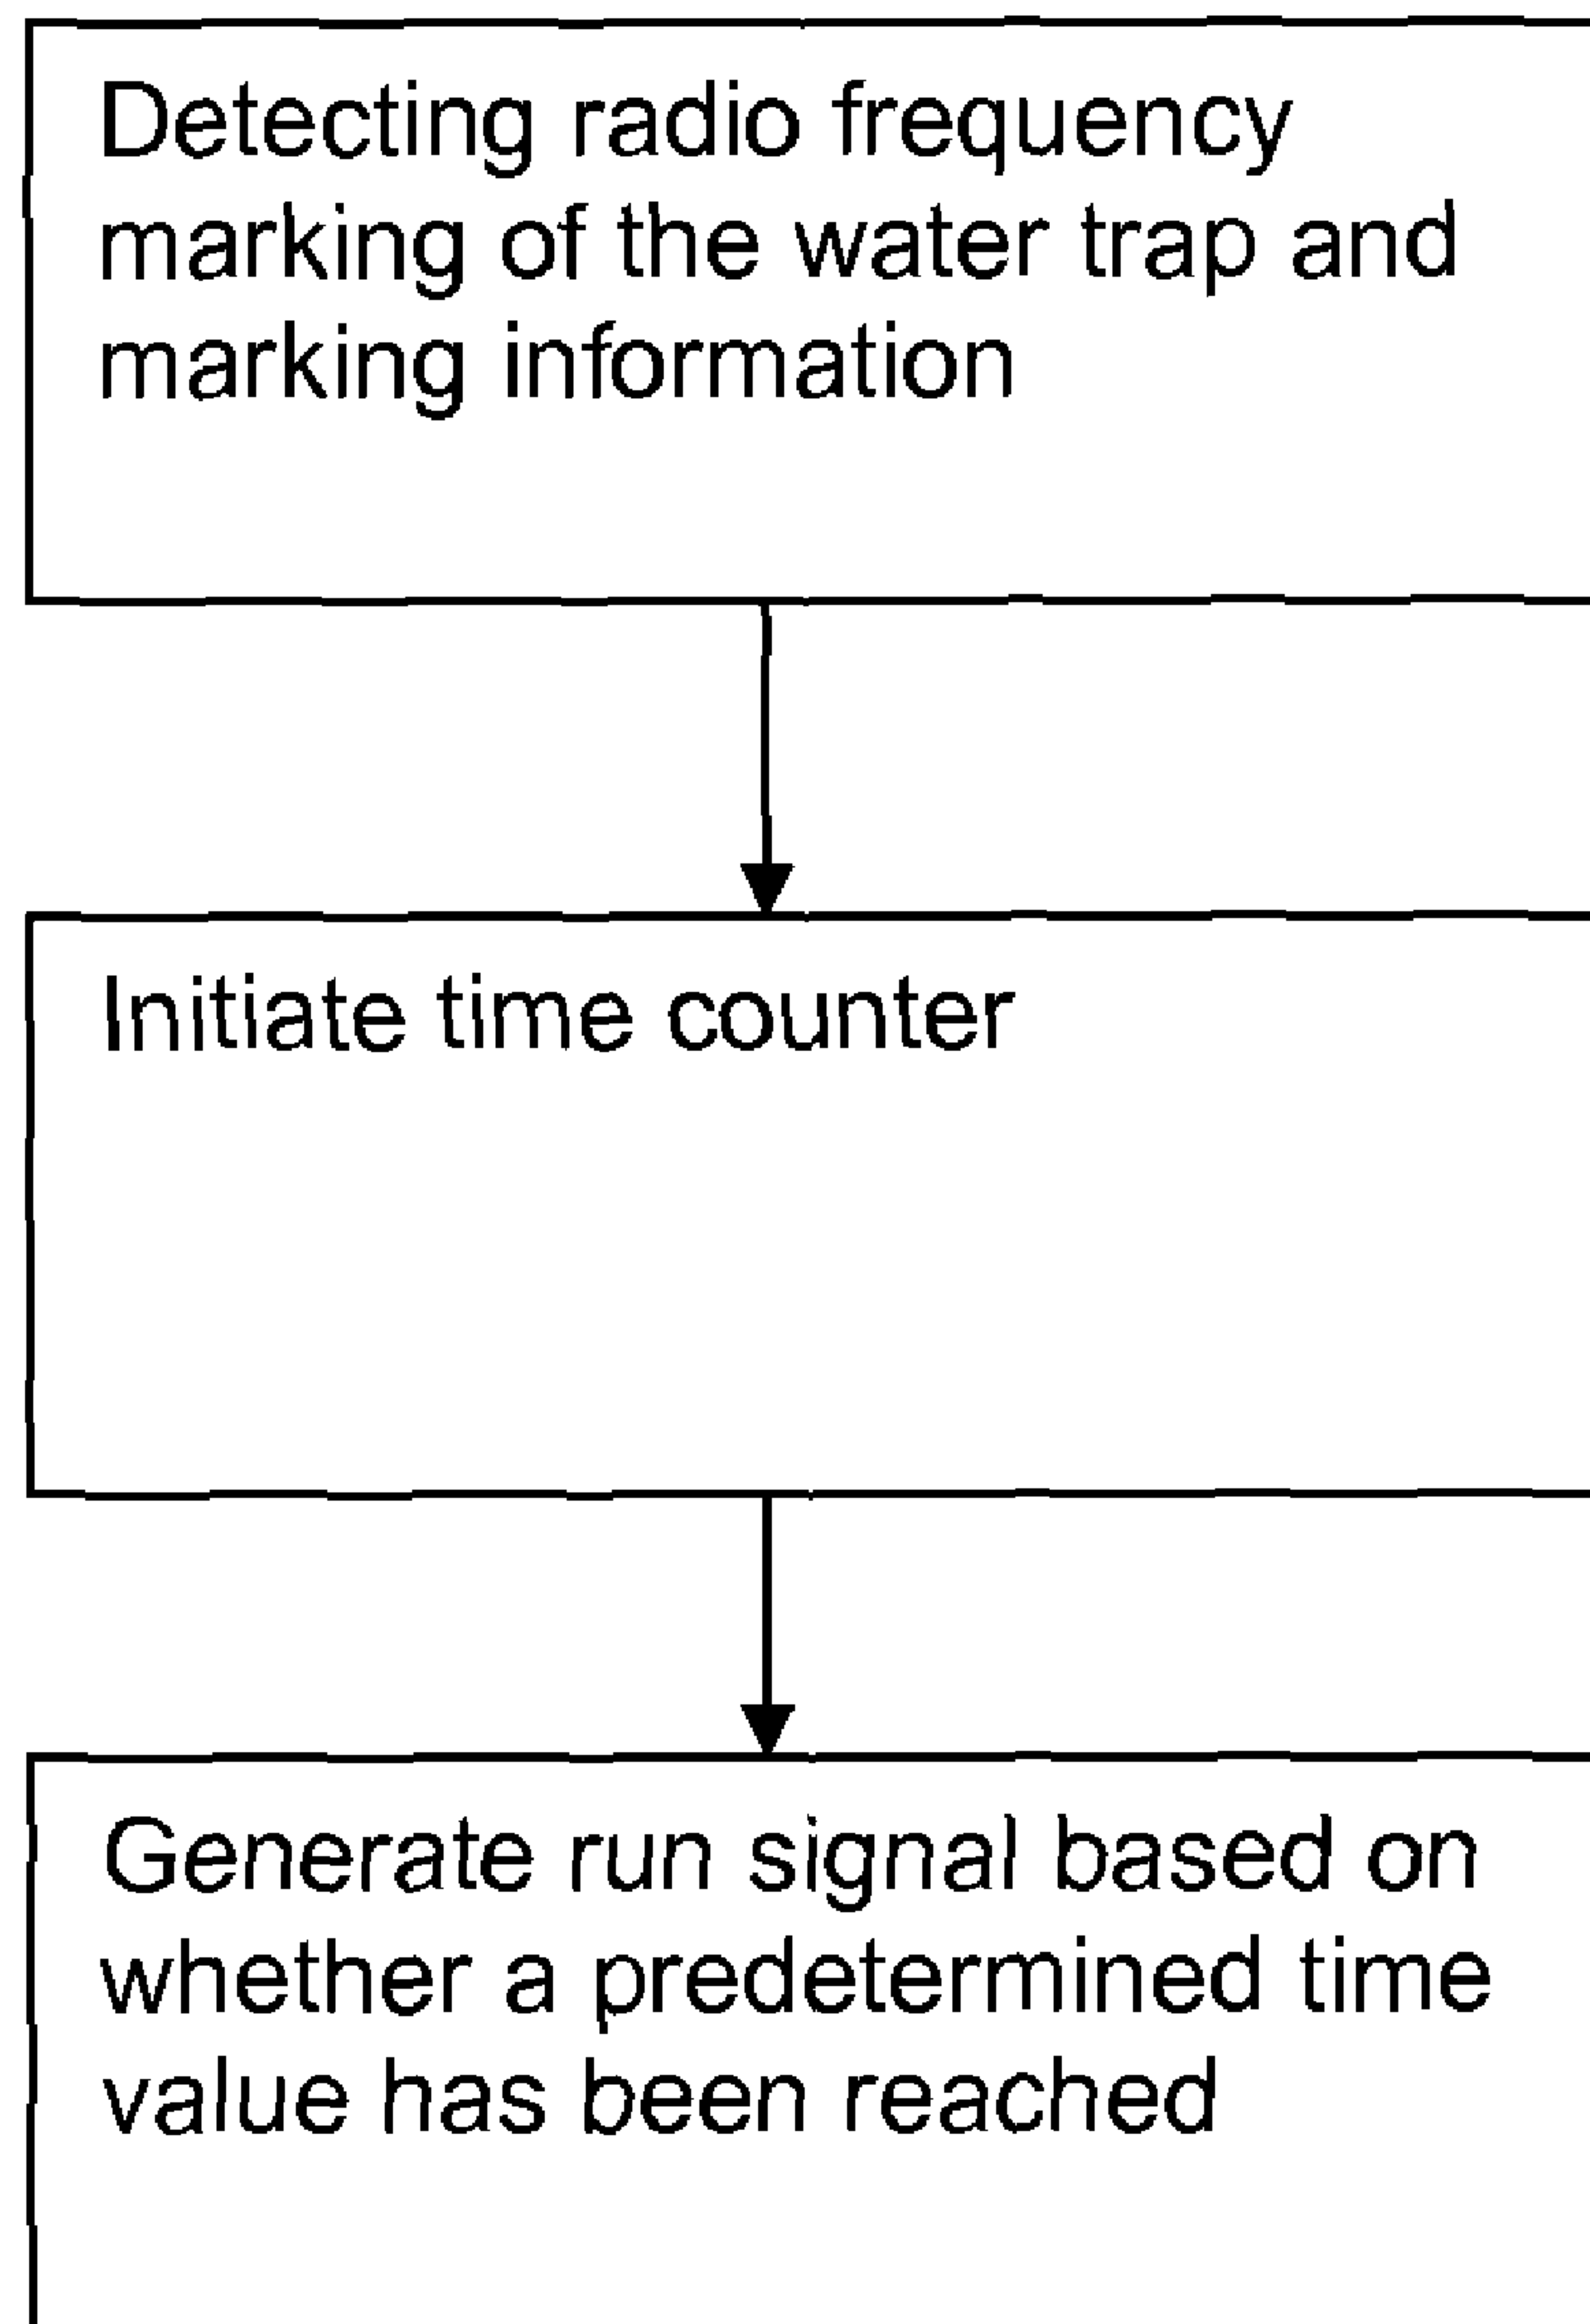 Detecting radio frequency
marking of the water trap and
marking information
Initiate time counter
Generate run signal based on
whether a predetermined time
value has been reached